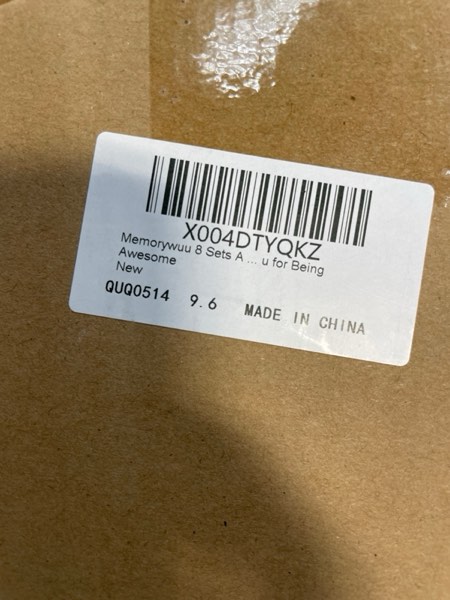 X004DTYQKZ
Memorywuu 8 Sets A ... u for Being
Awesome
New
QUQ0514 9.6 MADE IN CHINA